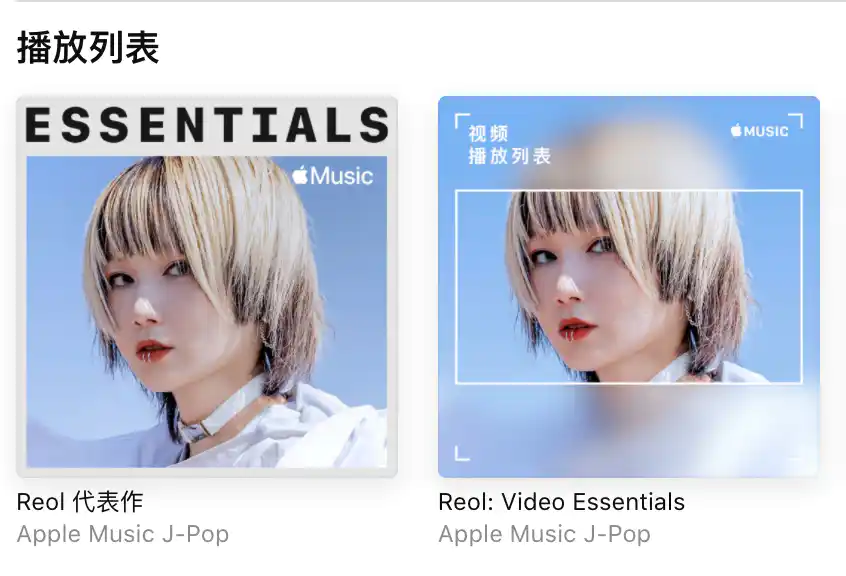 播放列表
ESSENTIALS
Music
视频
播放列表
MUSIC
Reol 代表作
Apple Music J-Pop
Reol: Video Essentials
Apple Music J-Pop